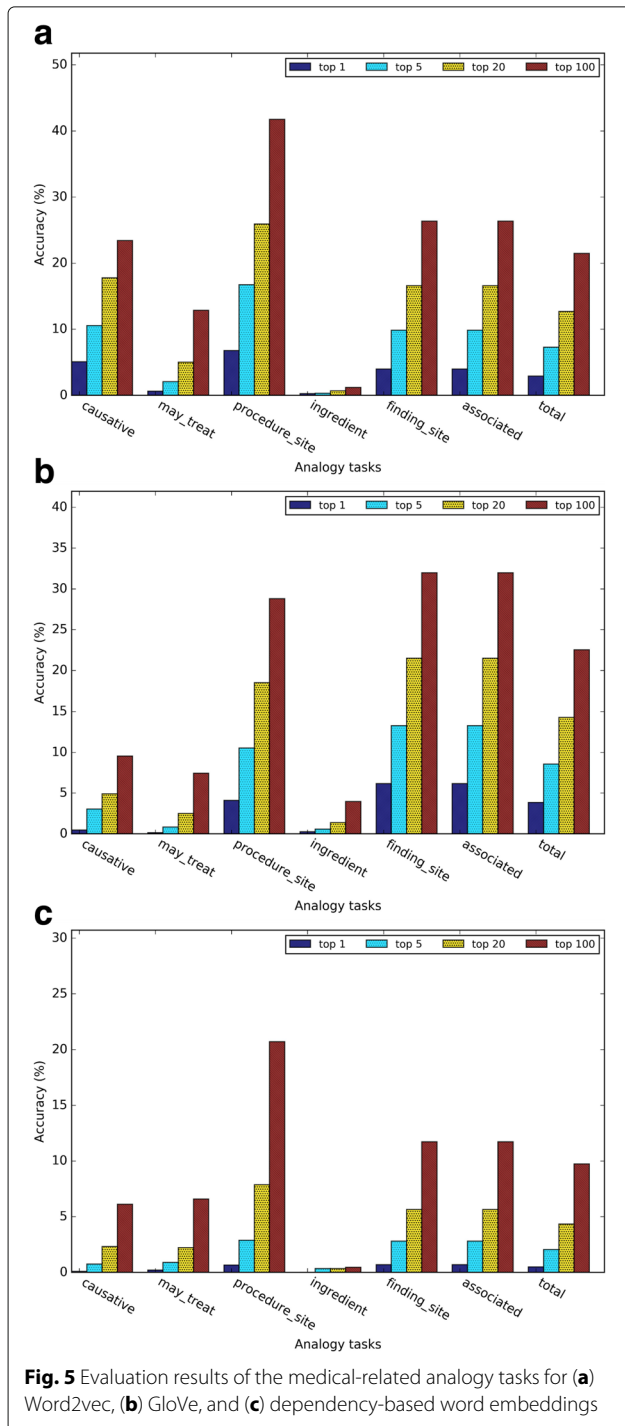 a
50
40
30
20
10
0
Accuracy (%)
top 1 top 5 top 20 top 100
causative may_treat procedure_site ingredient finding_site associated total
Analogy tasks
b
40
35
30
25
20
15
10
5
0
Accuracy (%)
top 1 top 5 top 20 top 100
causative may_treat procedure_site ingredient finding_site associated total
Analogy tasks
c
30
25
20
15
10
5
0
Accuracy (%)
top 1 top 5 top 20 top 100
causative may_treat procedure_site ingredient finding_site associated total
Analogy tasks
Fig. 5 Evaluation results of the medical-related analogy tasks for (a)
Word2vec, (b) GloVe, and (c) dependency-based word embeddings